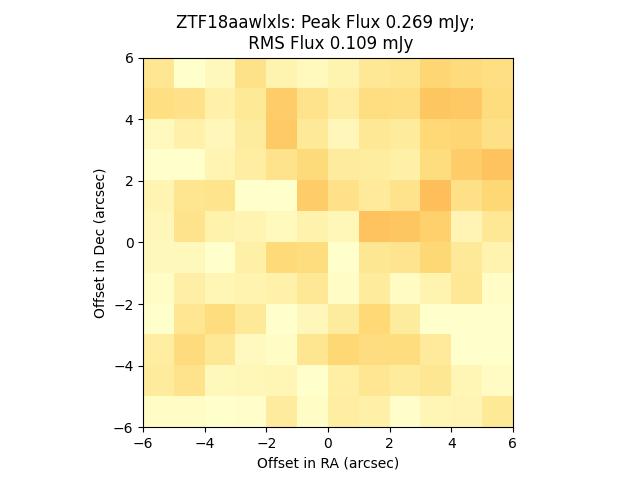 ZTF18aawlxls: Peak Flux 0.269 mJy;
RMS Flux 0.109 mJy
6
4
2
0
−2
−4
−6
Offset in Dec (arcsec)
−6 −4 −2 0 2 4 6
Offset in RA (arcsec)